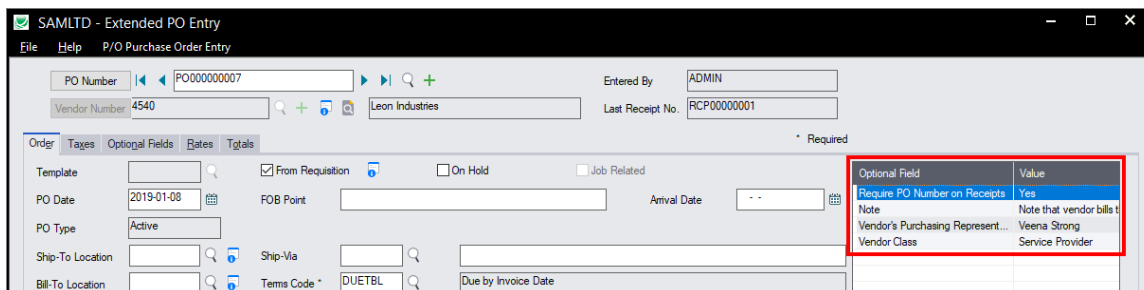 SAMLTD - Extended PO Entry
File Help P/O Purchase Order Entry
PO Number PO000000007 Entered By ADMIN
Vendor Number 4540 Leon Industries Last Receipt No. RCP00000001
Order Taxes Optional Fields Rates Totals * Required
Template From Requisition On Hold Job Related Optional Field Value
PO Date 2019-01-08 FOB Point Arrival Date - - Require PO Number on Receipts Yes
Note Note that vendor bills t
PO Type Active Vendor's Purchasing Represent... Veena Strong
Vendor Class Service Provider
Ship-To Location Ship-Via
Bill-To Location Terms Code * DUETBL Due by Invoice Date